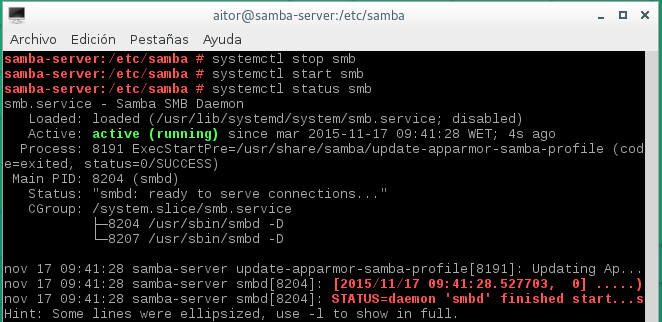 aitor@samba-server:/etc/samba
Archivo Edición Pestañas Ayuda
samba-server:/etc/samba # systemctl stop smb
samba-server:/etc/samba # systemctl start smb
samba-server:/etc/samba # systemctl status smb
smb.service - Samba SMB Daemon
   Loaded: loaded (/usr/lib/systemd/system/smb.service; disabled)
   Active: active (running) since mar 2015-11-17 09:41:28 WET; 4s ago
  Process: 8191 ExecStartPre=/usr/share/samba/update-apparmor-samba-profile (cod
e=exited, status=0/SUCCESS)
 Main PID: 8204 (smbd)
   Status: "smbd: ready to serve connections..."
   CGroup: /system.slice/smb.service
           ├─8204 /usr/sbin/smbd -D
           └─8207 /usr/sbin/smbd -D
nov 17 09:41:28 samba-server update-apparmor-samba-profile[8191]: Updating Ap...
nov 17 09:41:28 samba-server smbd[8204]: [2015/11/17 09:41:28.527703,  0] .....)
nov 17 09:41:28 samba-server smbd[8204]: STATUS=daemon 'smbd' finished start...s
Hint: Some lines were ellipsized, use -l to show in full.